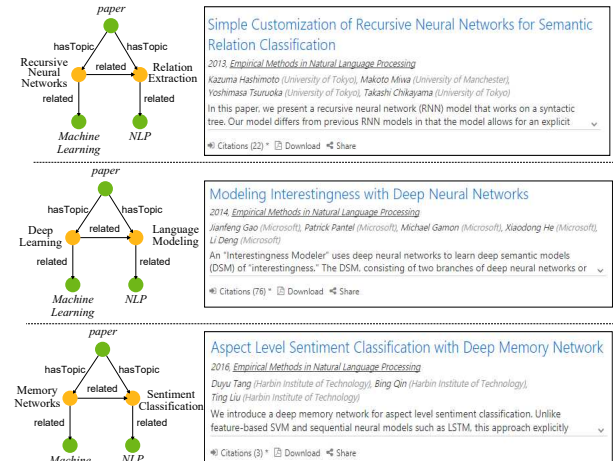 paper
hasTopic
hasTopic
Recursive
Neural
Networks
related
Relation
Extraction
related
related
Machine
Learning
NLP
Simple Customization of Recursive Neural Networks for Semantic
Relation Classification
2013, Empirical Methods in Natural Language Processing
Kazuma Hashimoto (University of Tokyo), Makoto Miwa (University of Manchester),
Yoshimasa Tsuruoka (University of Tokyo), Takashi Chikayama (University of Tokyo)
In this paper, we present a recursive neural network (RNN) model that works on a syntactic
tree. Our model differs from previous RNN models in that the model allows for an explicit
Citations (22) * Download Share
paper
hasTopic
hasTopic
Deep
Learning
related
Language
Modeling
related
related
Machine
Learning
NLP
Modeling Interestingness with Deep Neural Networks
2014, Empirical Methods in Natural Language Processing
Jianfeng Gao (Microsoft), Patrick Pantel (Microsoft), Michael Gamon (Microsoft), Xiaodong He (Microsoft),
Li Deng (Microsoft)
An "Interestingness Modeler" uses deep neural networks to learn deep semantic models
(DSM) of "interestingness." The DSM, consisting of two branches of deep neural networks or
Citations (76) * Download Share
paper
hasTopic
hasTopic
Memory
Networks
related
Sentiment
Classification
related
related
Machine
NLP
Aspect Level Sentiment Classification with Deep Memory Network
2016, Empirical Methods in Natural Language Processing
Duyu Tang (Harbin Institute of Technology), Bing Qin (Harbin Institute of Technology),
Ting Liu (Harbin Institute of Technology)
We introduce a deep memory network for aspect level sentiment classification. Unlike
feature-based SVM and sequential neural models such as LSTM, this approach explicitly
Citations (3) * Download Share